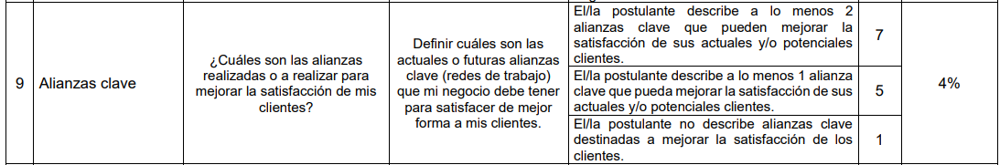 9
Alianzas clave
¿Cuáles son las alianzas
realizadas o a realizar para
mejorar la satisfacción de mis
clientes?
Definir cuáles son las
actuales o futuras alianzas
clave (redes de trabajo)
que mi negocio debe tener
para satisfacer de mejor
forma a mis clientes.
El/la postulante describe a lo menos 2
alianzas clave que pueden mejorar la
satisfacción de sus actuales y/o potenciales
clientes.
7
El/la postulante describe a lo menos 1 alianza
clave que pueda mejorar la satisfacción de sus
actuales y/o potenciales clientes.
5
El/la postulante no describe alianzas clave
destinadas a mejorar la satisfacción de los
clientes.
1
4%